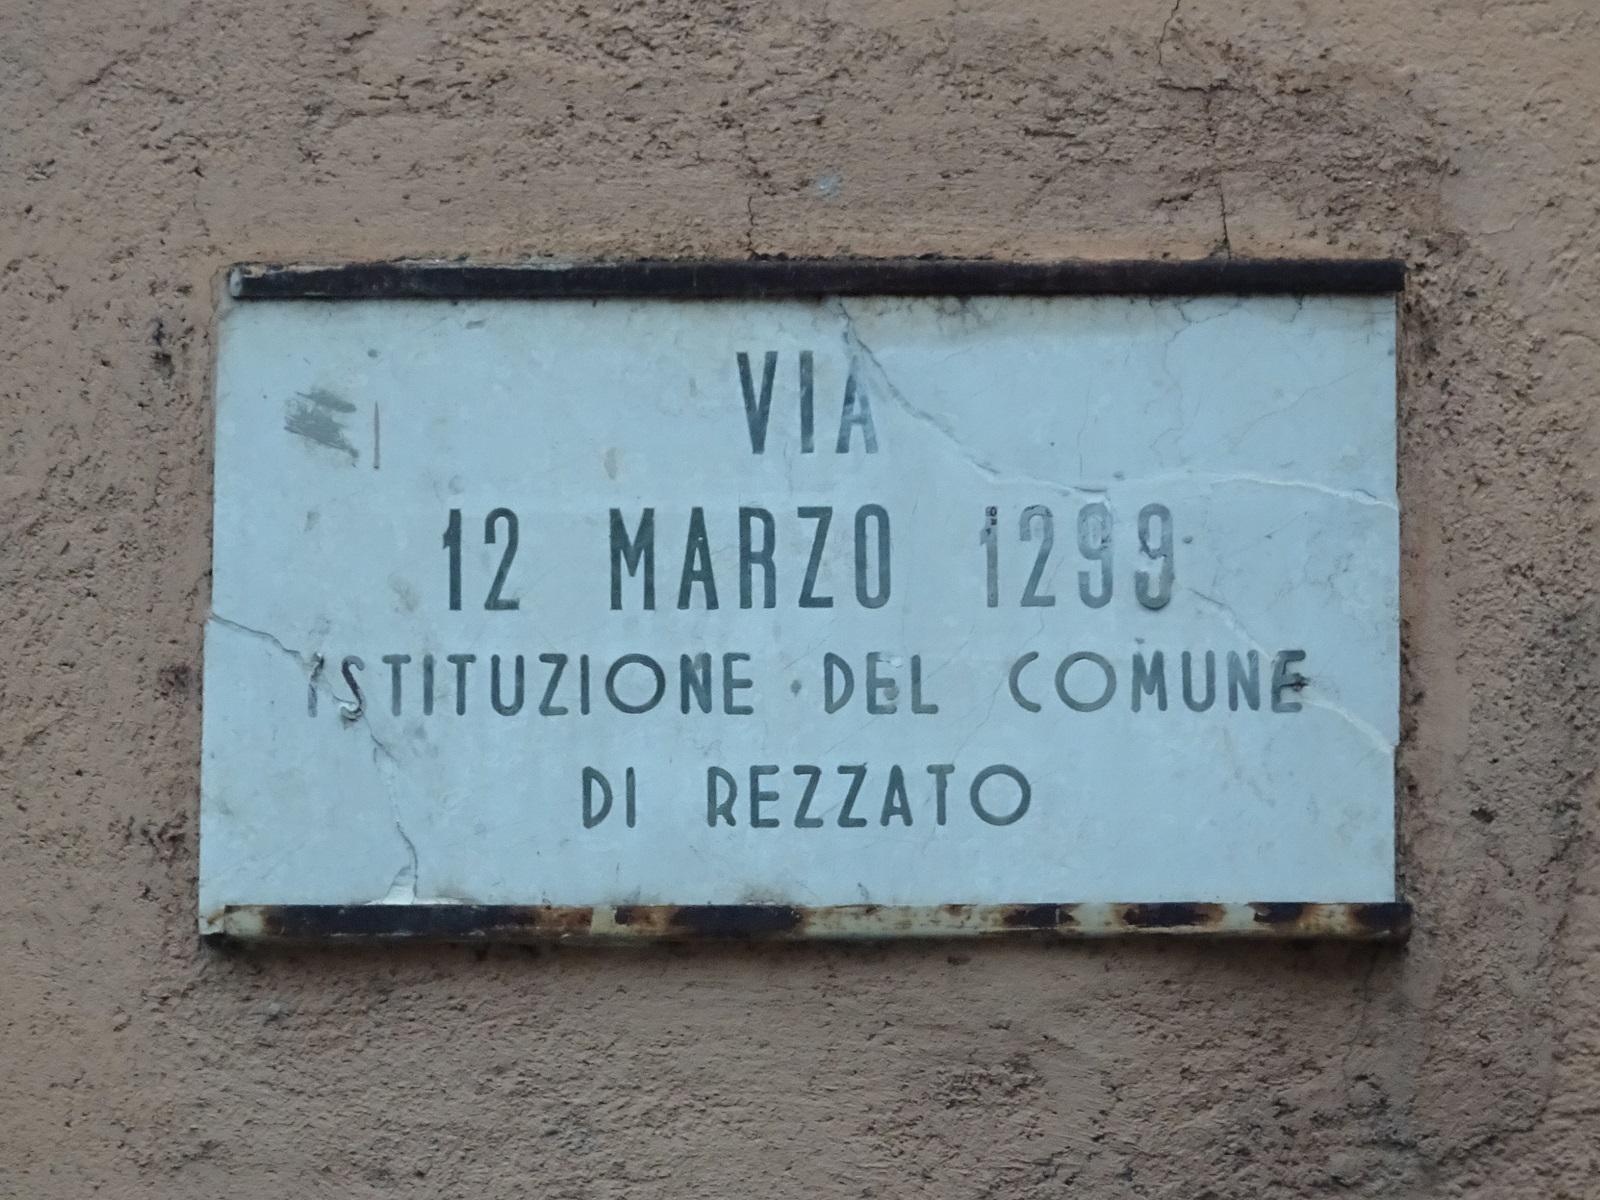 VIA
12 MARZO 1299
ISTITUZIONE DEL COMUNE
DI REZZATO